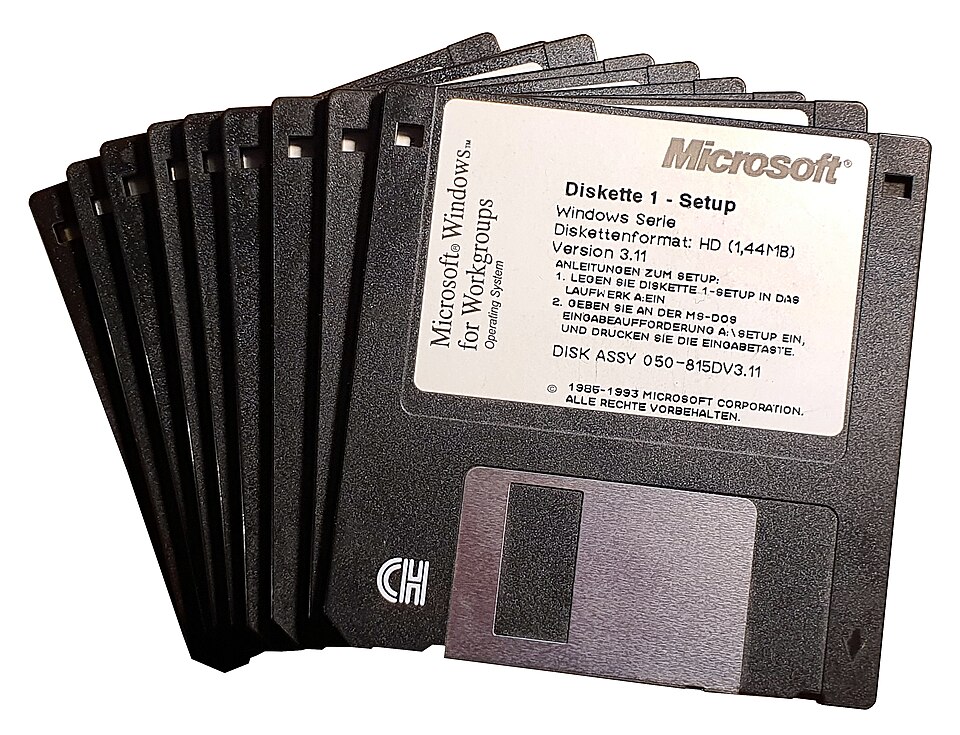 Microsoft®
Diskette 1 - Setup
Windows Serie
Diskettenformat: HD (1,44MB)
Version 3.11
ANLEITUNGEN ZUM SETUP:
1. LEGEN SIE DISKETTE 1-SETUP IN DAS
LAUFWERK A:EIN
2. GEBEN SIE AN DER MS-DOS
EINGABEAUFFORDERUNG A:\SETUP EIN,
UND DRUCKEN SIE DIE EINGABETASTE.
DISK ASSY 050-815DV3.11
© 1985-1993 MICROSOFT CORPORATION.
ALLE RECHTE VORBEHALTEN.
Microsoft® Windows™
for Workgroups
Operating System
CH